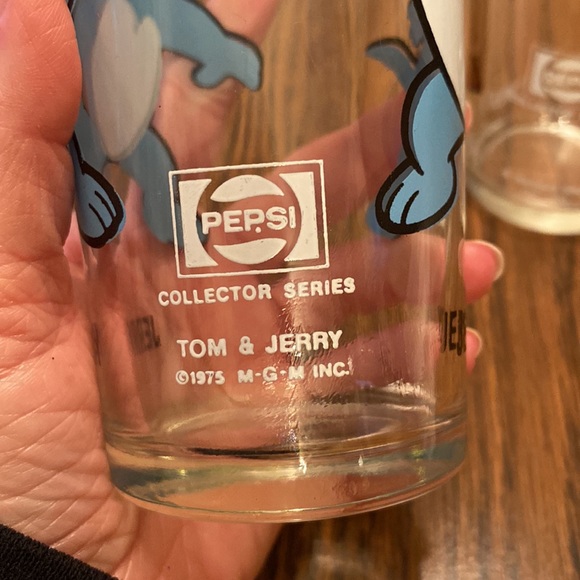 PEPSI
COLLECTOR SERIES
TOM & JERRY
©1975 M-G-M INC.